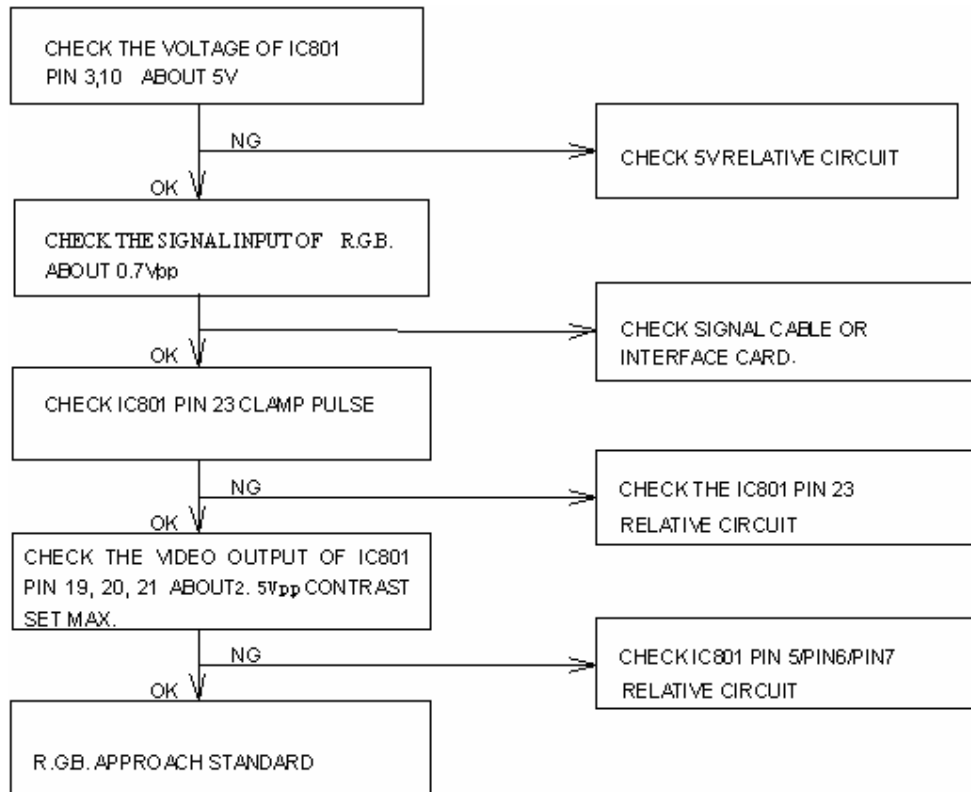 CHECK THE VOLTAGE OF IC801
PIN 3,10 ABOUT 5V
NG
CHECK 5V RELATIVE CIRCUIT
OK
CHECK THE SIGNAL INPUT OF R.G.B.
ABOUT 0.7Vpp
CHECK SIGNAL CABLE OR
INTERFACE CARD.
OK
CHECK IC801 PIN 23 CLAMP PULSE
NG
CHECK THE IC801 PIN 23
RELATIVE CIRCUIT
OK
CHECK THE VIDEO OUTPUT OF IC801
PIN 19, 20, 21 ABOUT2. 5Vpp CONTRAST
SET MAX.
NG
CHECK IC801 PIN 5/PIN6/PIN7
RELATIVE CIRCUIT
OK
R.G.B. APPROACH STANDARD